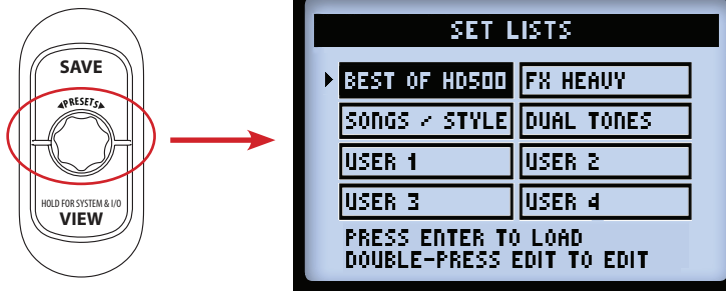 SAVE
◄PRESETS►
HOLD FOR SYSTEM & I/O
VIEW
SET LISTS
BEST OF HD500 FX HEAVY
SONGS / STYLE DUAL TONES
USER 1 USER 2
USER 3 USER 4
PRESS ENTER TO LOAD
DOUBLE-PRESS EDIT TO EDIT